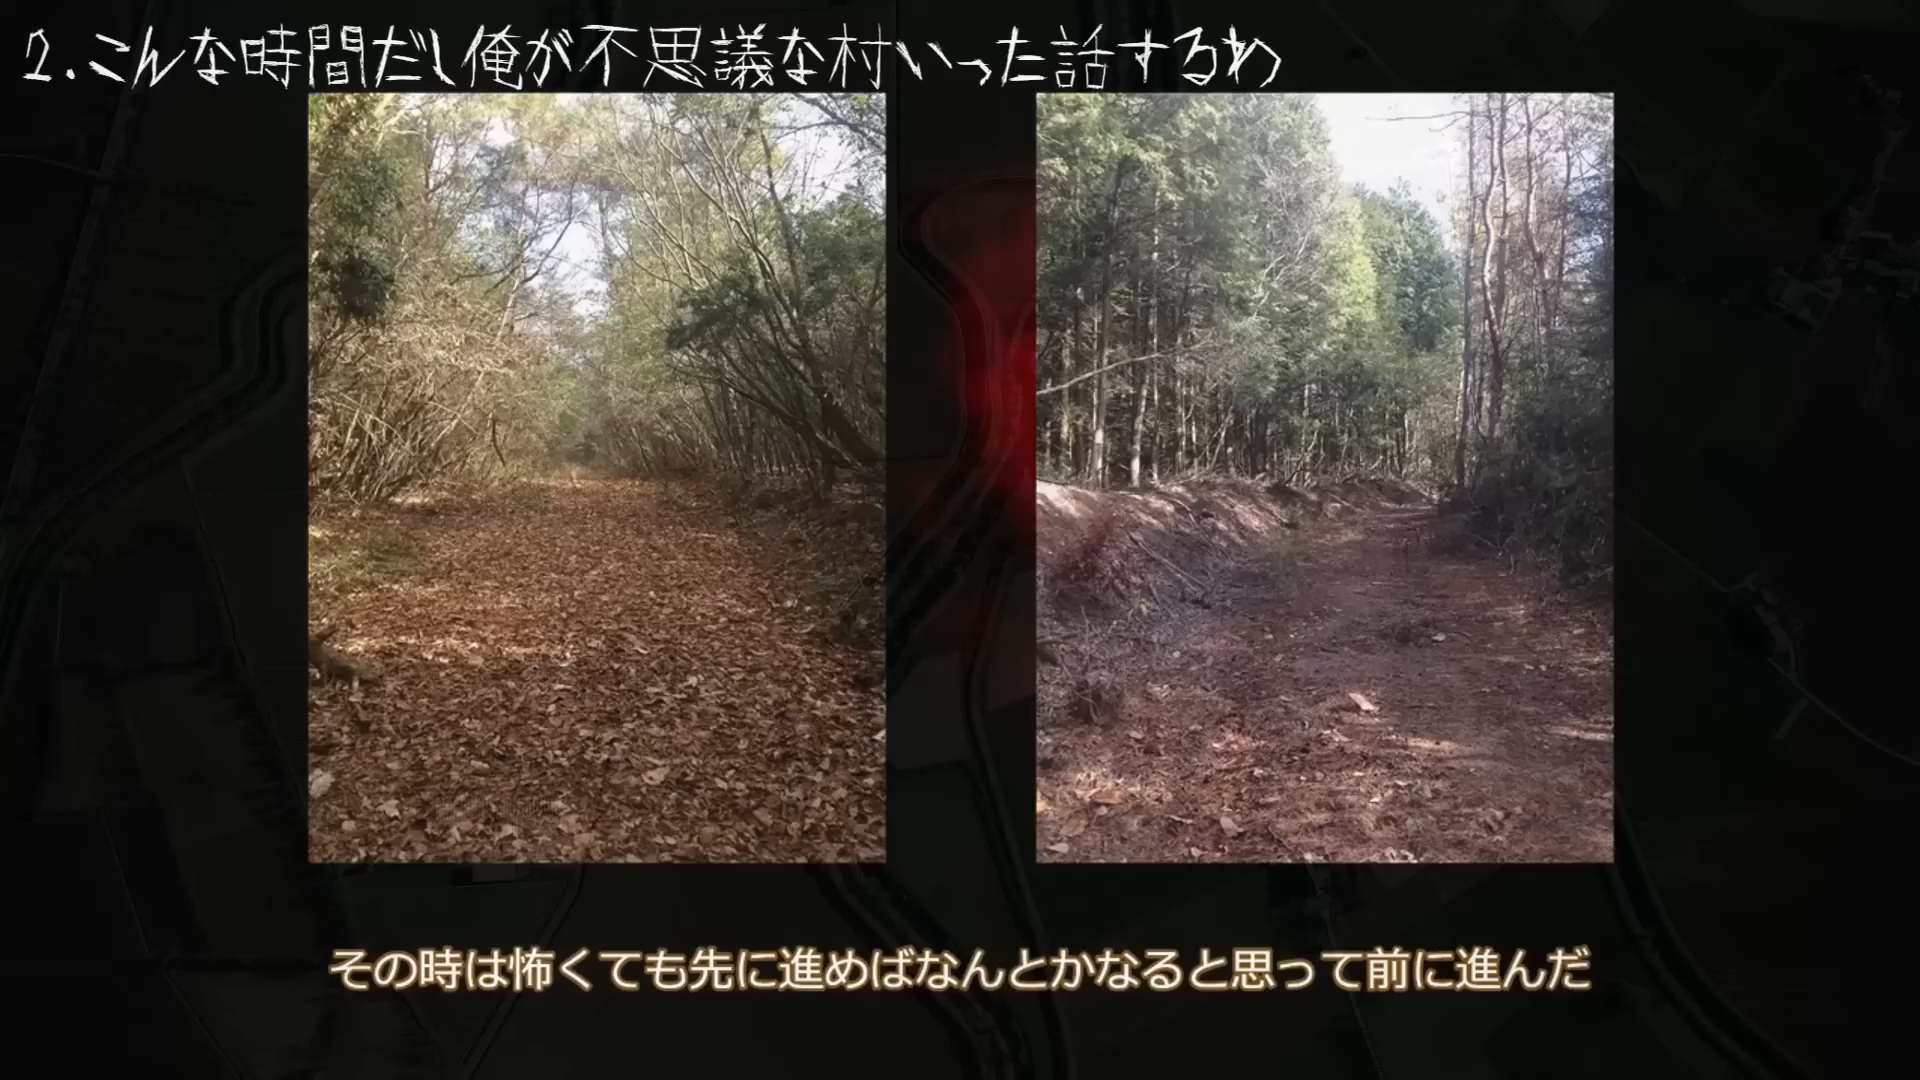 2.こんな時間だし俺が不思議な村いった話するわ
その時は怖くても先に進めばなんとかなると思って前に進んだ